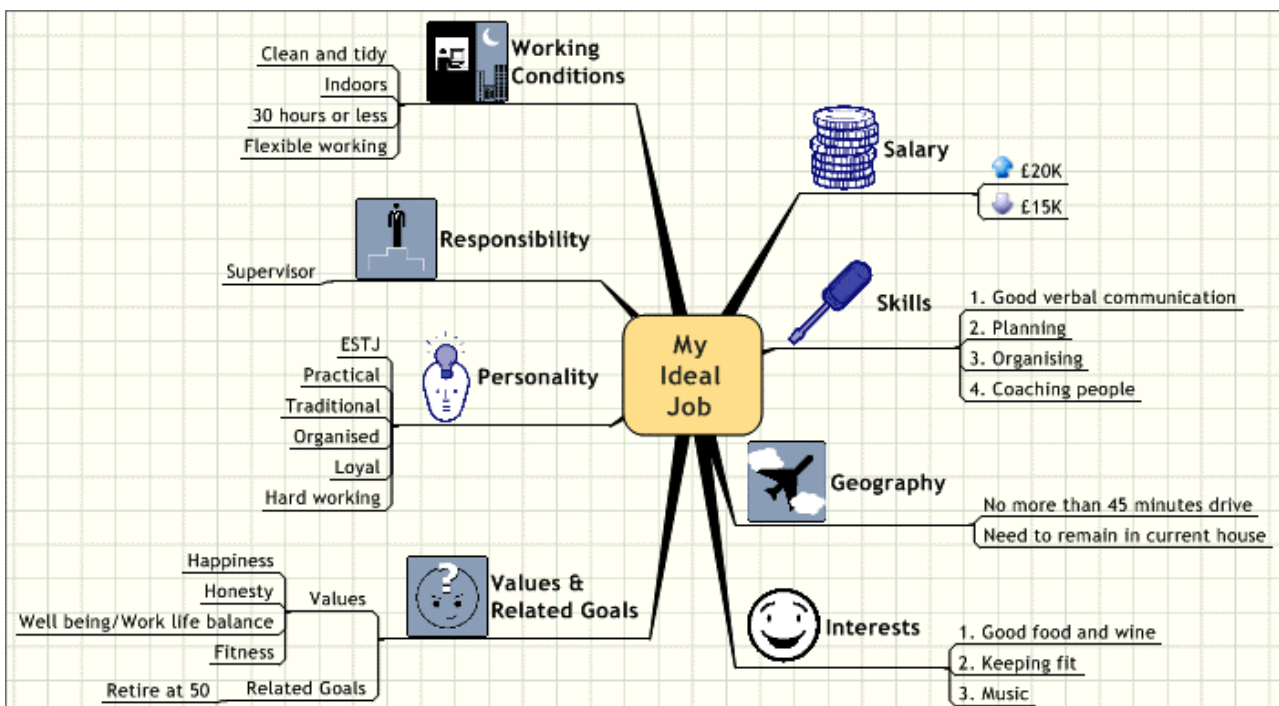 My
Ideal
Job
Working
Conditions
Clean and tidy
Indoors
30 hours or less
Flexible working
Responsibility
Supervisor
Personality
ESTJ
Practical
Traditional
Organised
Loyal
Hard working
Values &
Related Goals
Values
Happiness
Honesty
Well being/Work life balance
Fitness
Related Goals
Retire at 50
Salary
£20K
£15K
Skills
1. Good verbal communication
2. Planning
3. Organising
4. Coaching people
Geography
No more than 45 minutes drive
Need to remain in current house
Interests
1. Good food and wine
2. Keeping fit
3. Music
?